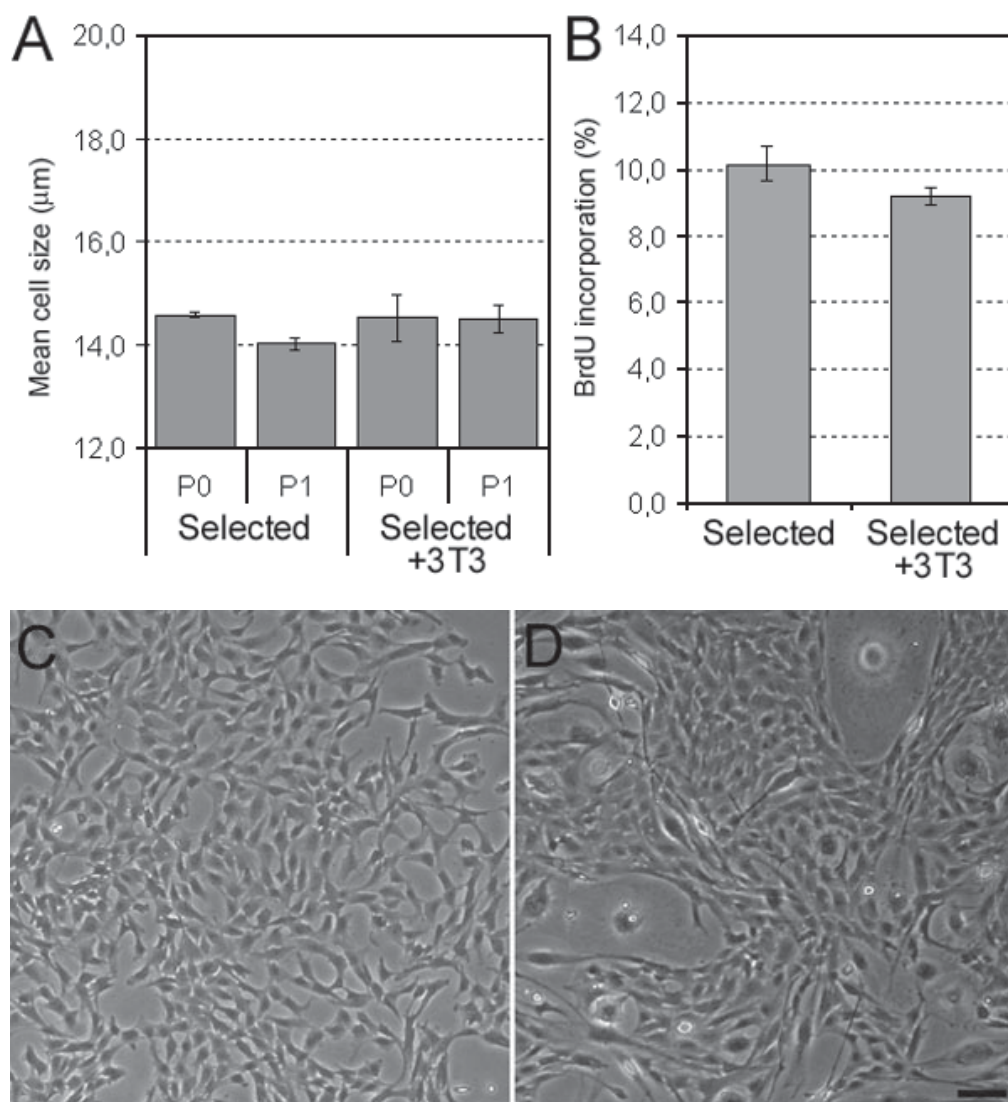 A
20,0
18,0
16,0
14,0
12,0
Mean cell size (μm)
P0 P1 P0 P1
Selected Selected
+3T3
B
14,0
12,0
10,0
8,0
6,0
4,0
2,0
0,0
BrdU incorporation (%)
Selected Selected
+3T3
C
D